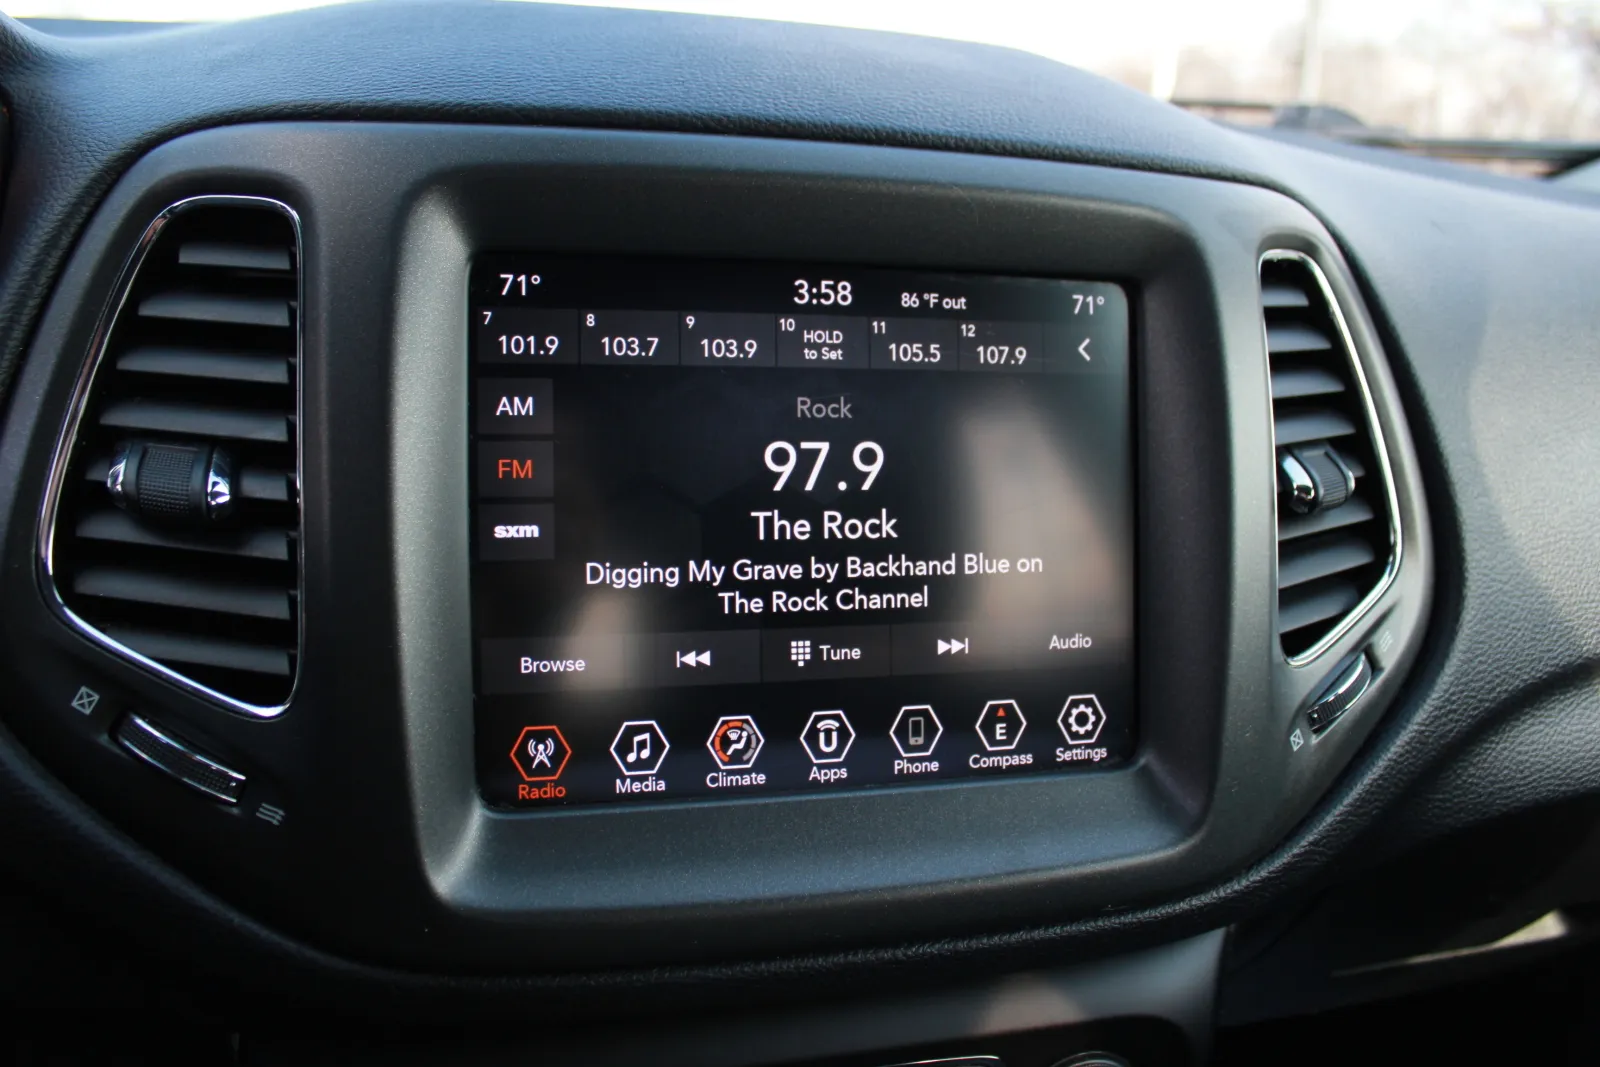 71° 3:58 86 °F out 71°
7 8 9 10 11 12
101.9 103.7 103.9 HOLD 105.5 107.9
to Set
AM
Rock
97.9
FM
The Rock
sxm
Digging My Grave by Backhand Blue on
The Rock Channel
Browse Tune Audio
E
Radio Media Climate Apps Phone Compass Settings